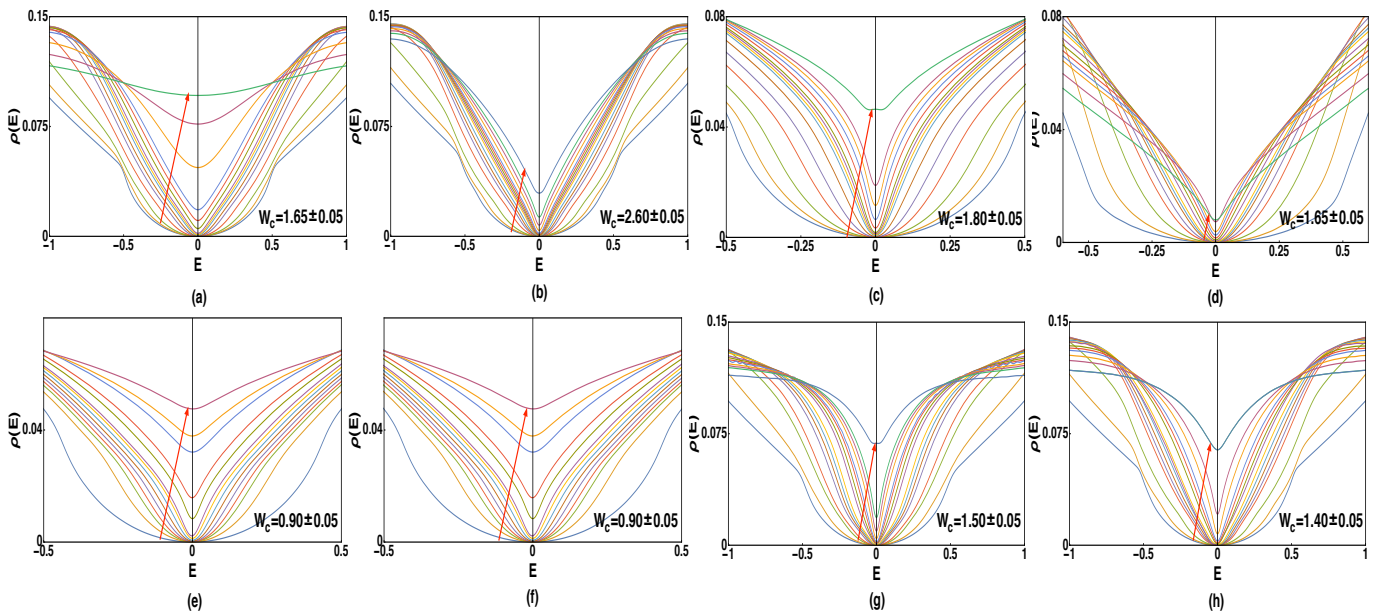 0.15
0.075
0
ρ(E)
−1
−0.5
0
0.5
1
E
W_c=1.65±0.05
(a)
0.15
0.075
0
ρ(E)
−1
−0.5
0
0.5
1
E
W_c=2.60±0.05
(b)
0.08
0.04
0
ρ(E)
−0.5
−0.25
0
0.25
0.5
E
W_c=1.80±0.05
(c)
0.08
0.04
0
ρ(E)
−0.5
−0.25
0
0.25
0.5
E
W_c=1.65±0.05
(d)
0.04
0
ρ(E)
−0.5
0
0.5
E
W_c=0.90±0.05
(e)
0.04
0
ρ(E)
−0.5
0
0.5
E
W_c=0.90±0.05
(f)
0.15
0.075
0
ρ(E)
−1
−0.5
0
0.5
1
E
W_c=1.50±0.05
(g)
0.15
0.075
0
ρ(E)
−1
−0.5
0
0.5
1
E
W_c=1.40±0.05
(h)